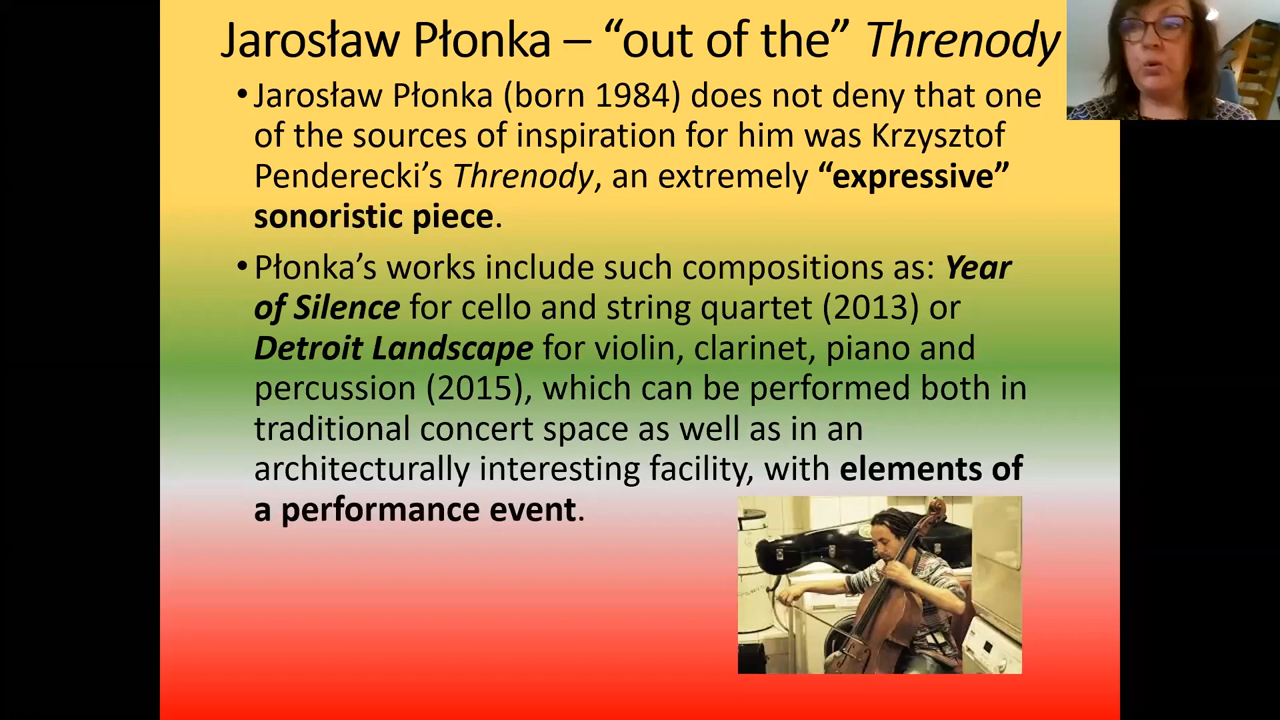 Jarosław Płonka – “out of the” Threnody
• Jarosław Płonka (born 1984) does not deny that one
of the sources of inspiration for him was Krzysztof
Penderecki’s Threnody, an extremely “expressive”
sonoristic piece.
• Płonka’s works include such compositions as: Year
of Silence for cello and string quartet (2013) or
Detroit Landscape for violin, clarinet, piano and
percussion (2015), which can be performed both in
traditional concert space as well as in an
architecturally interesting facility, with elements of
a performance event.